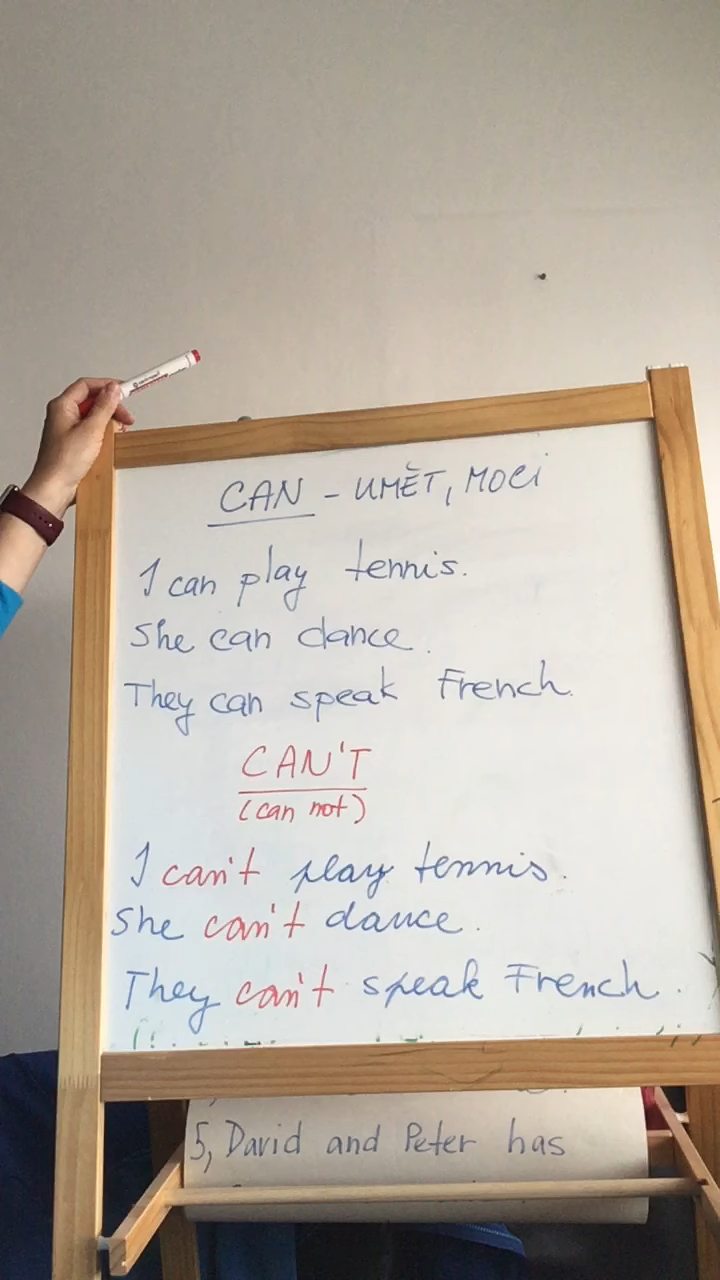 CAN - UMĚT, MOCI
I can play tennis.
She can dance.
They can speak French.
CAN'T
(can not)
I can't play tennis.
She can't dance.
They can't speak French.
5, David and Peter has